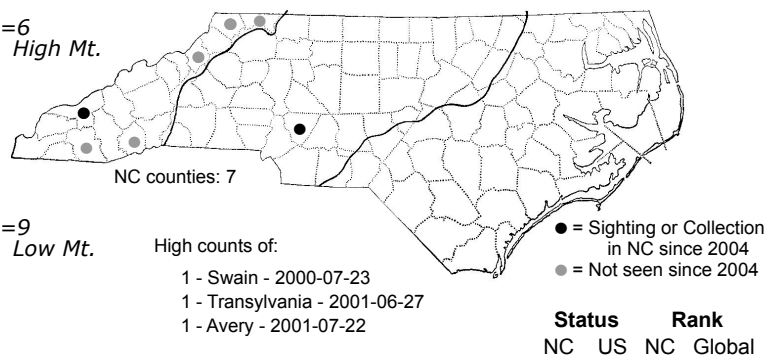 =6
High Mt.
NC counties: 7
=9
Low Mt.
High counts of:
1 - Swain - 2000-07-23
1 - Transylvania - 2001-06-27
1 - Avery - 2001-07-22
● = Sighting or Collection
in NC since 2004
● = Not seen since 2004
Status Rank
NC US NC Global